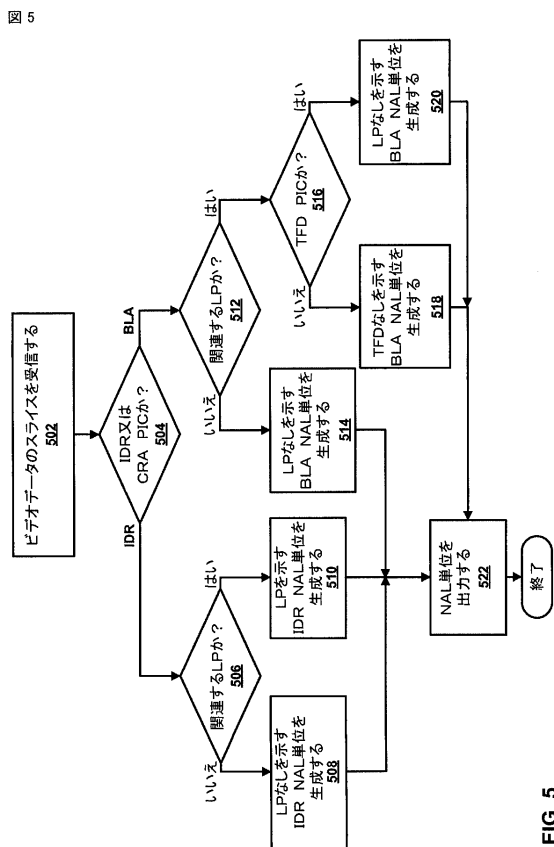 図 5
ビデオデータのスライスを受信する
502
IDR又は
CRA PICか？
504
IDR
BLA
関連するLPか？
506
いいえ
はい
LPなしを示す
IDR NAL単位を
生成する
508
LPを示す
IDR NAL単位を
生成する
510
関連するLPか？
512
いいえ
はい
LPなしを示す
BLA NAL単位を
生成する
514
TFD PICか？
516
いいえ
はい
TFDなしを示す
BLA NAL単位を
生成する
518
LPなしを示す
BLA NAL単位を
生成する
520
NAL単位を
出力する
522
終了
FIG. 5